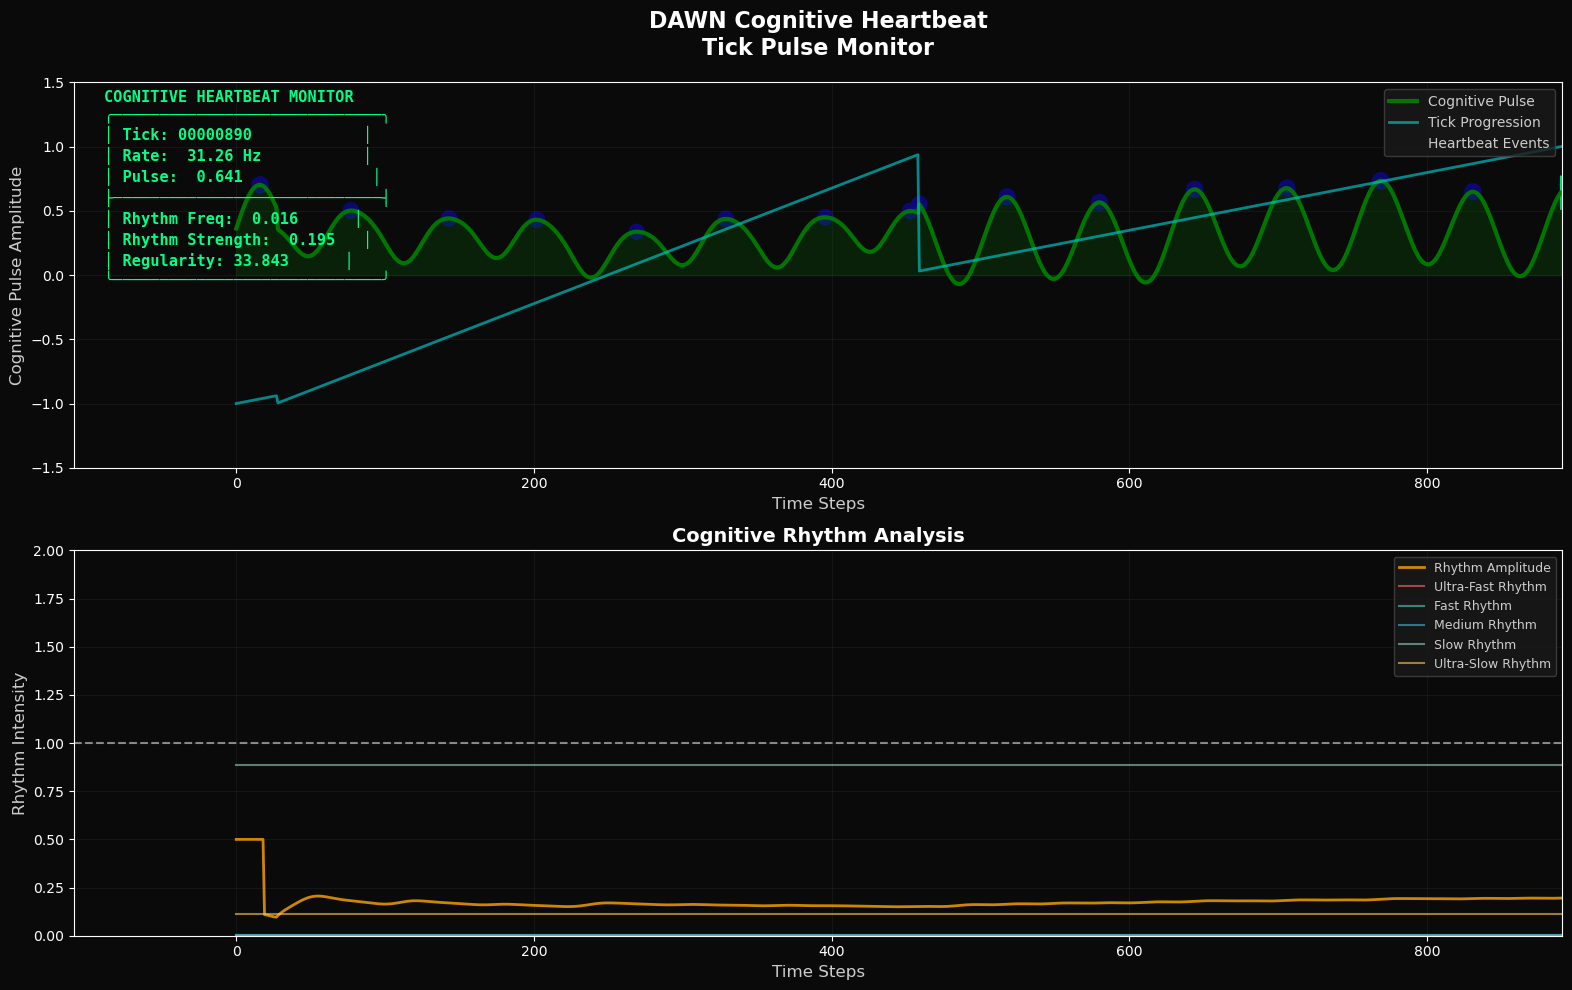 DAWN Cognitive Heartbeat
Tick Pulse Monitor
COGNITIVE HEARTBEAT MONITOR
Tick: 00000890
Rate:  31.26 Hz
Pulse:  0.641
Rhythm Freq:  0.016
Rhythm Strength:  0.195
Regularity: 33.843
Cognitive Pulse
Tick Progression
Heartbeat Events
Cognitive Pulse Amplitude
1.5
1.0
0.5
0.0
−0.5
−1.0
−1.5
0 200 400 600 800
Time Steps
Cognitive Rhythm Analysis
Rhythm Amplitude
Ultra-Fast Rhythm
Fast Rhythm
Medium Rhythm
Slow Rhythm
Ultra-Slow Rhythm
Rhythm Intensity
2.00
1.75
1.50
1.25
1.00
0.75
0.50
0.25
0.00
0 200 400 600 800
Time Steps